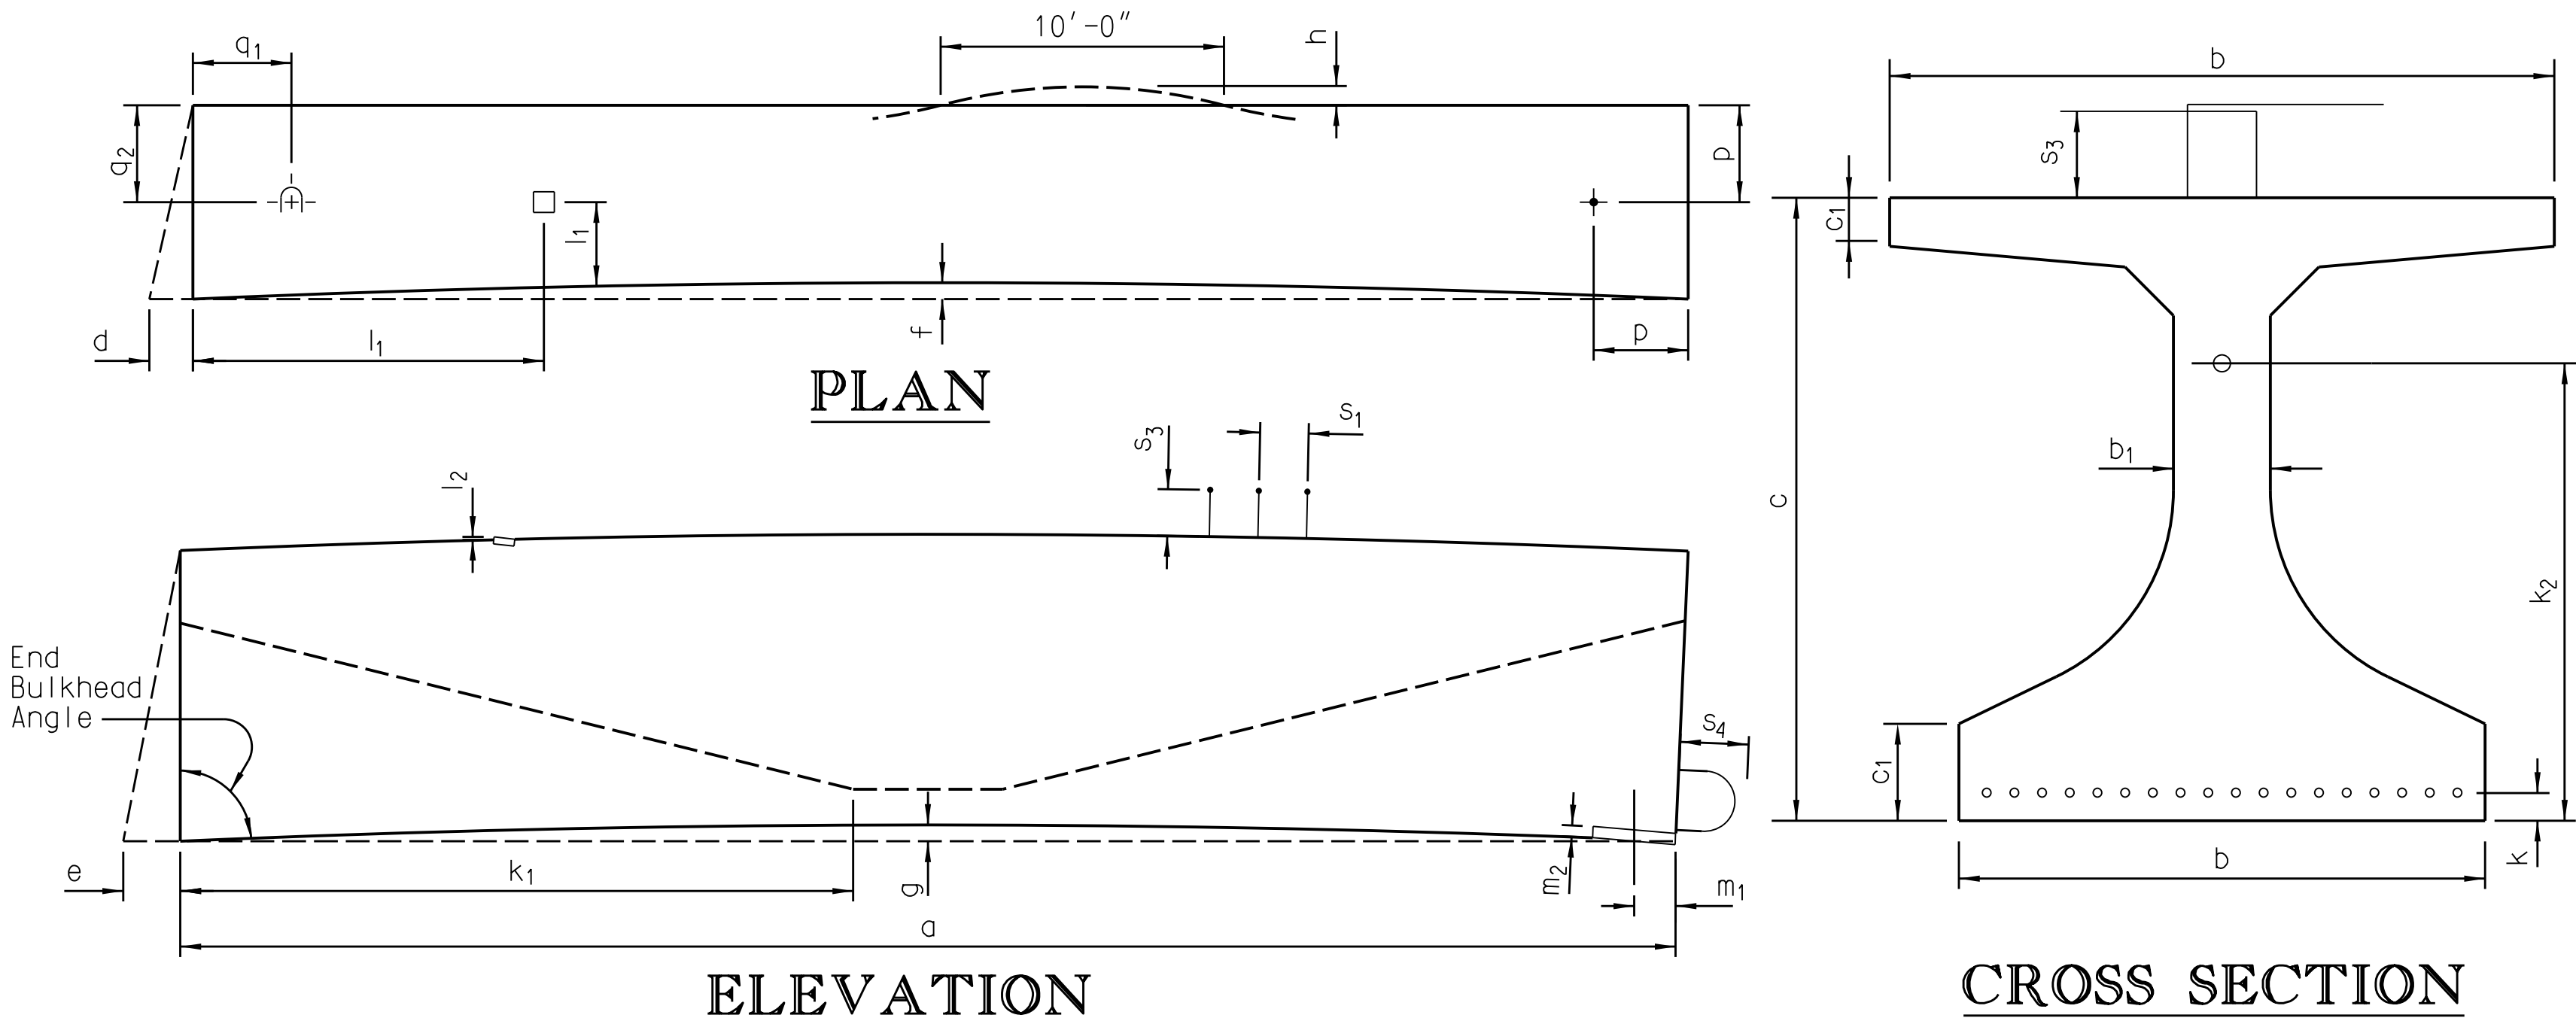 10'-0"
h
q1
b
q2
p
s3
c1
l1
d
l1
f
p
PLAN
s3
s1
b1
l2
c
k2
End
Bulkhead
Angle
s4
c1
e
k1
g
m2
m1
k
b
a
ELEVATION
CROSS SECTION